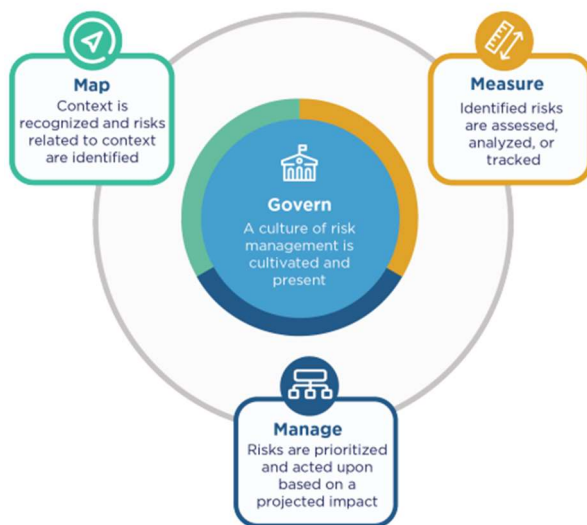 Map
Context is
recognized and risks
related to context
are identified
Measure
Identified risks
are assessed,
analyzed, or
tracked
Govern
A culture of risk
management is
cultivated and
present
Manage
Risks are prioritized
and acted upon
based on a
projected impact